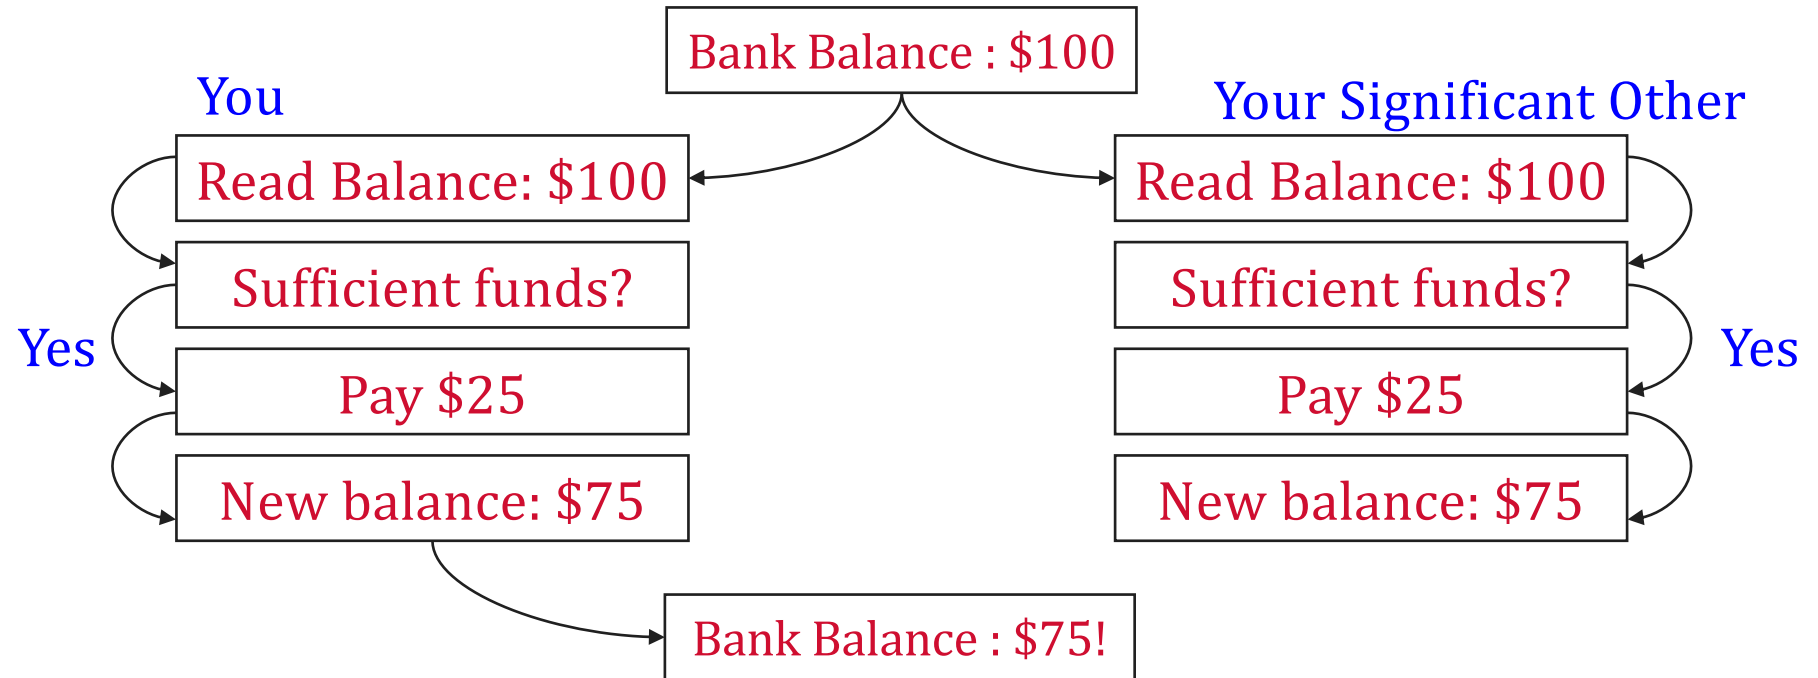 Bank Balance : $100
You
Your Significant Other
Read Balance: $100
Read Balance: $100
Sufficient funds?
Sufficient funds?
Yes
Yes
Pay $25
Pay $25
New balance: $75
New balance: $75
Bank Balance : $75!